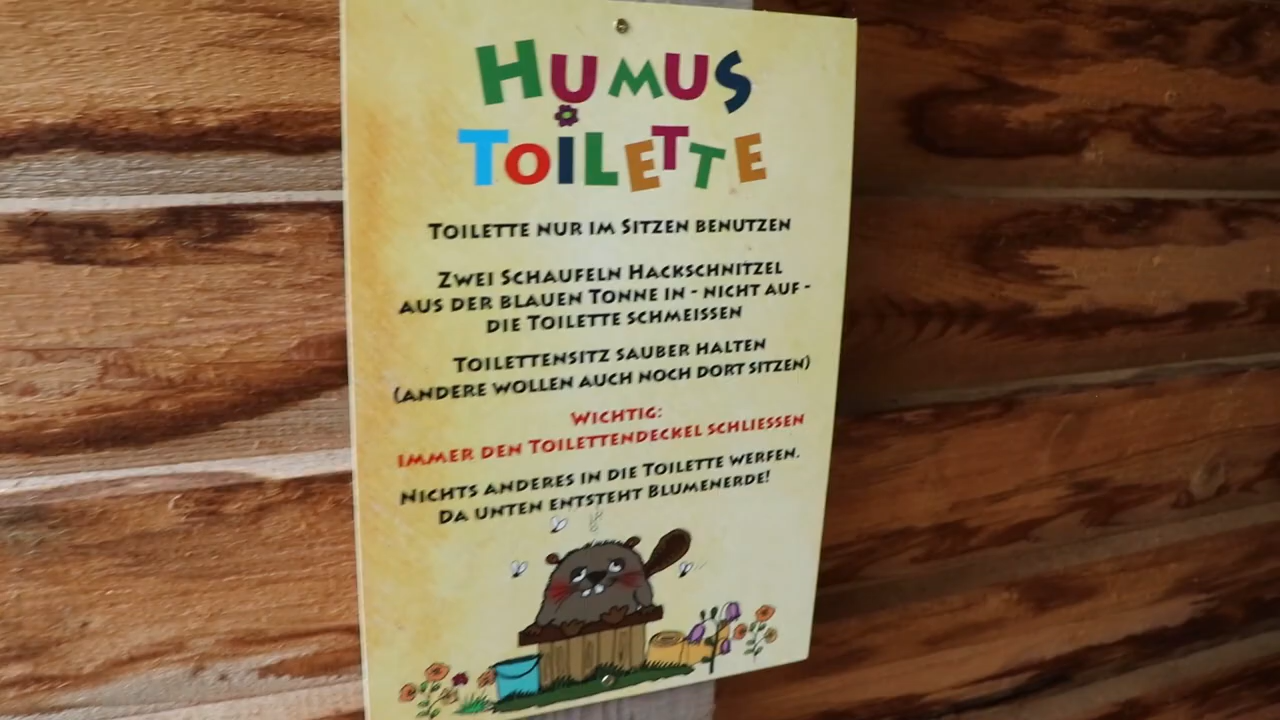 HUMUS
TOILETTE
TOILETTE NUR IM SITZEN BENUTZEN
ZWEI SCHAUFELN HACKSCHNITZEL
AUS DER BLAUEN TONNE IN - NICHT AUF -
DIE TOILETTE SCHMEISSEN
TOILETTENSITZ SAUBER HALTEN
(ANDERE WOLLEN AUCH NOCH DORT SITZEN)
WICHTIG:
IMMER DEN TOILETTENDECKEL SCHLIESSEN
NICHTS ANDERES IN DIE TOILETTE WERFEN.
DA UNTEN ENTSTEHT BLUMENERDE!